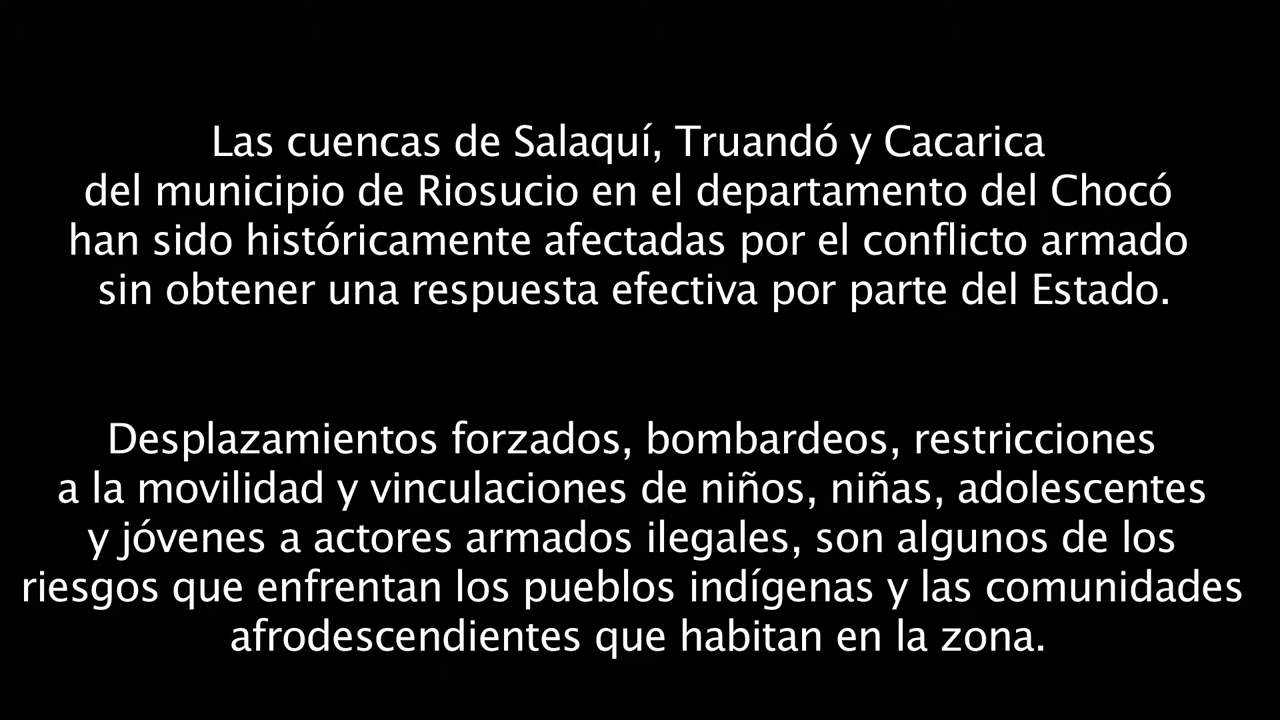 Las cuencas de Salaquí, Truandó y Cacarica
del municipio de Riosucio en el departamento del Chocó
han sido históricamente afectadas por el conflicto armado
sin obtener una respuesta efectiva por parte del Estado.
Desplazamientos forzados, bombardeos, restricciones
a la movilidad y vinculaciones de niños, niñas, adolescentes
y jóvenes a actores armados ilegales, son algunos de los
riesgos que enfrentan los pueblos indígenas y las comunidades
afrodescendientes que habitan en la zona.